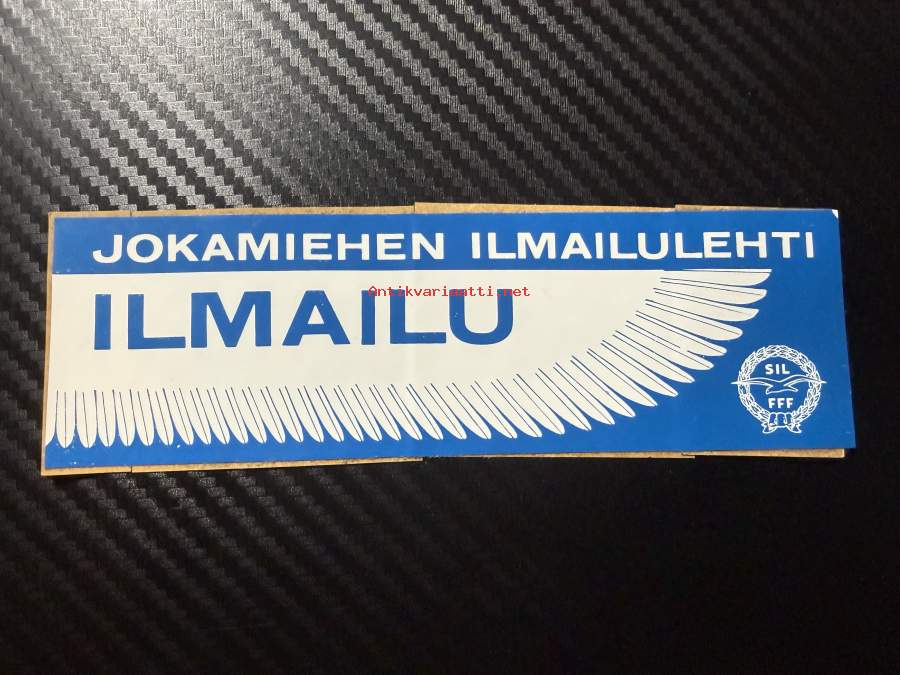 JOKAMIEHEN ILMAILULEHTI
Antikvariaatti.net
ILMAILU
SIL
FFF